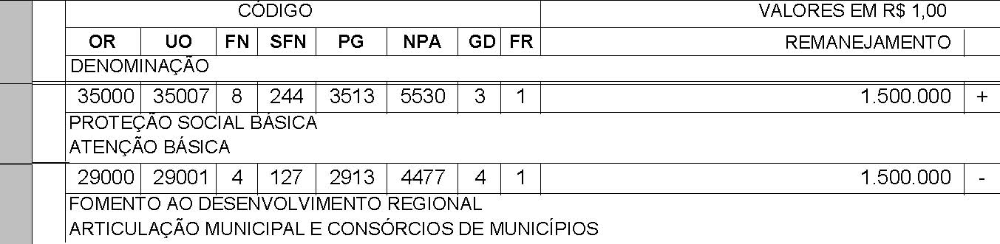 CÓDIGO VALORES EM R$ 1,00
OR UO FN SFN PG NPA GD FR REMANEJAMENTO
DENOMINAÇÃO
35000 35007 8 244 3513 5530 3 1 1.500.000 +
PROTEÇÃO SOCIAL BÁSICA
ATENÇÃO BÁSICA
29000 29001 4 127 2913 4477 4 1 1.500.000 -
FOMENTO AO DESENVOLVIMENTO REGIONAL
ARTICULAÇÃO MUNICIPAL E CONSÓRCIOS DE MUNICÍPIOS